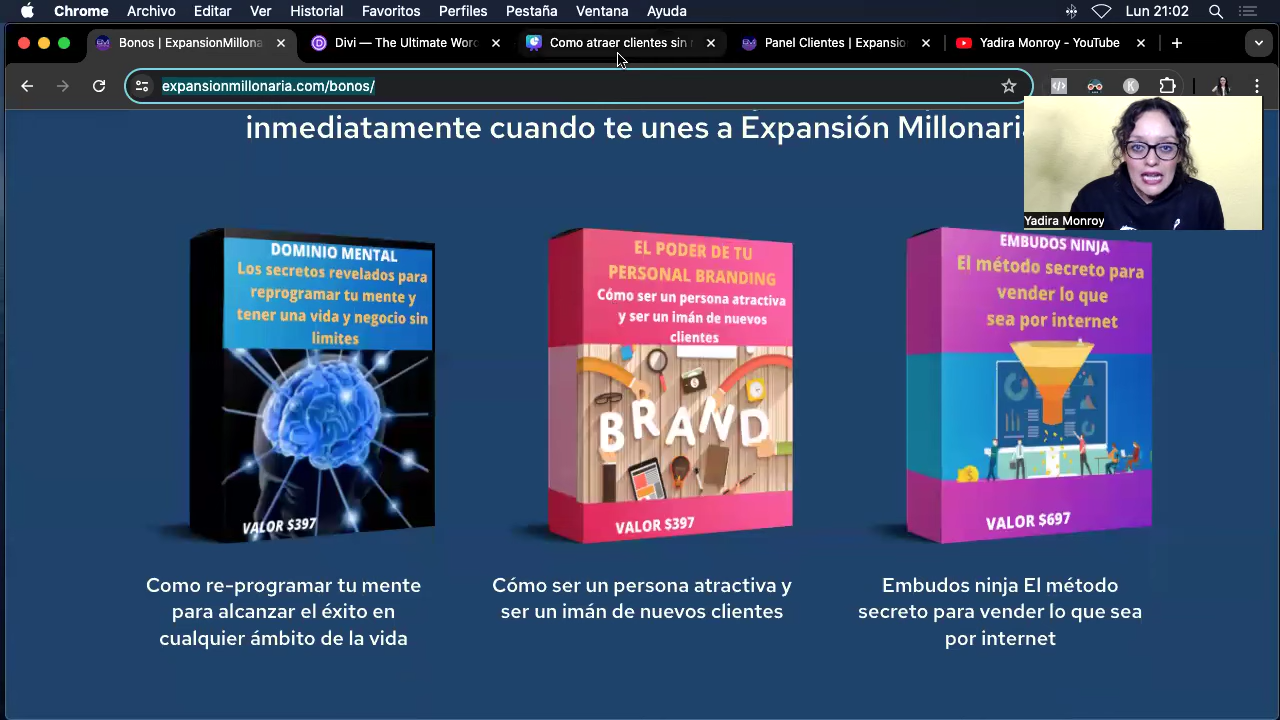 Chrome Archivo Editar Ver Historial Favoritos Perfiles Pestaña Ventana Ayuda Lun 21:02
Bonos | ExpansionMillona
Divi — The Ultimate Wor
Como atraer clientes sin
Panel Clientes | Expansio
Yadira Monroy - YouTube
expansionmillonaria.com/bonos/
inmediatamente cuando te unes a Expansión Millonaria
Yadira Monroy
DOMINIO MENTAL
Los secretos revelados para
reprogramar tu mente y
tener una vida y negocio sin
limites
VALOR $397
EL PODER DE TU
PERSONAL BRANDING
Cómo ser un persona atractiva
y ser un imán de nuevos
clientes
BRAND
VALOR $397
EMBUDOS NINJA
El método secreto para
vender lo que
sea por internet
VALOR $697
Como re-programar tu mente
para alcanzar el éxito en
cualquier ámbito de la vida
Cómo ser un persona atractiva y
ser un imán de nuevos clientes
Embudos ninja El método
secreto para vender lo que sea
por internet